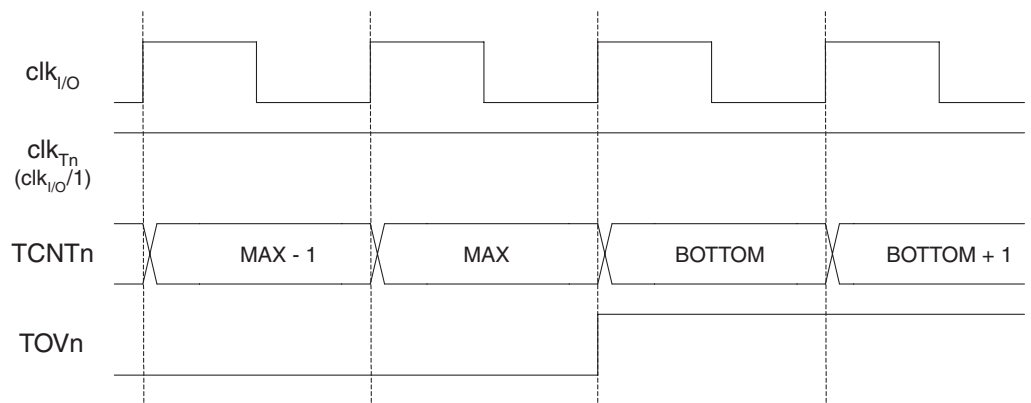 clkI/O
clkTn
(clkI/O/1)
TCNTn
MAX - 1
MAX
BOTTOM
BOTTOM + 1
TOVn